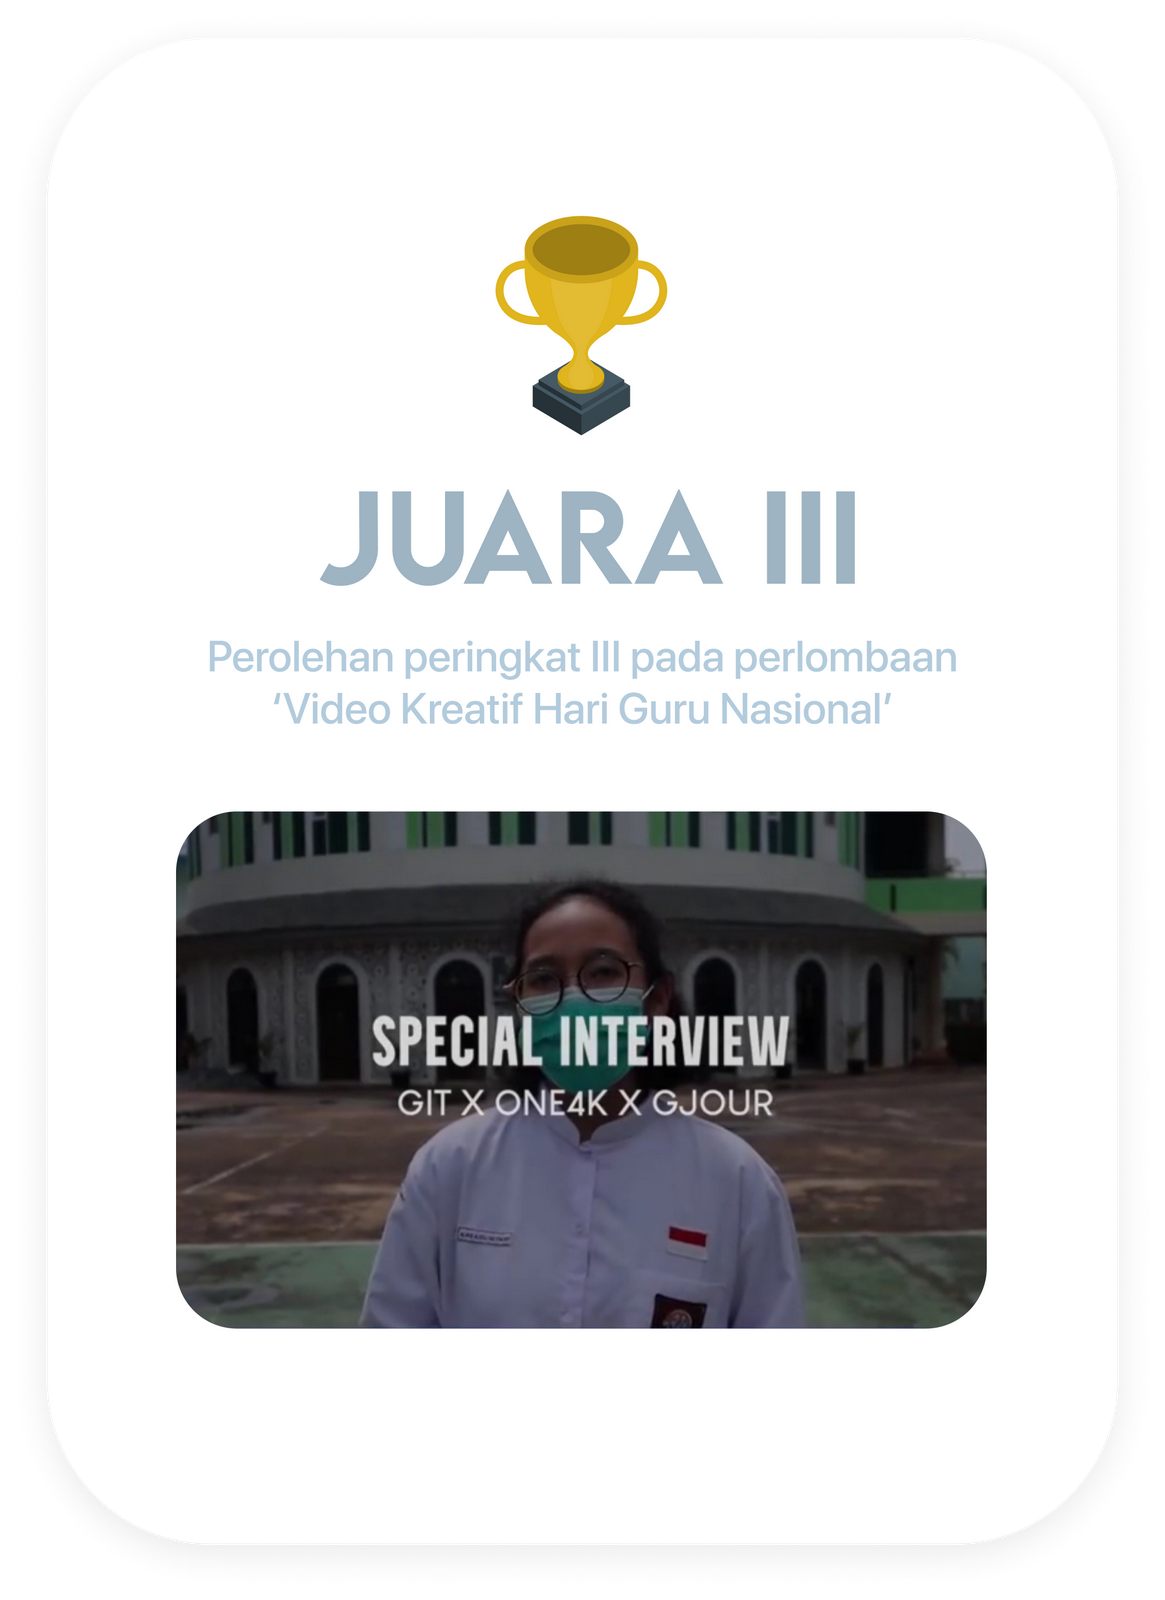 JUARA III
Perolehan peringkat III pada perlombaan
‘Video Kreatif Hari Guru Nasional’
SPECIAL INTERVIEW
GIT X ONE4K X GJOUR